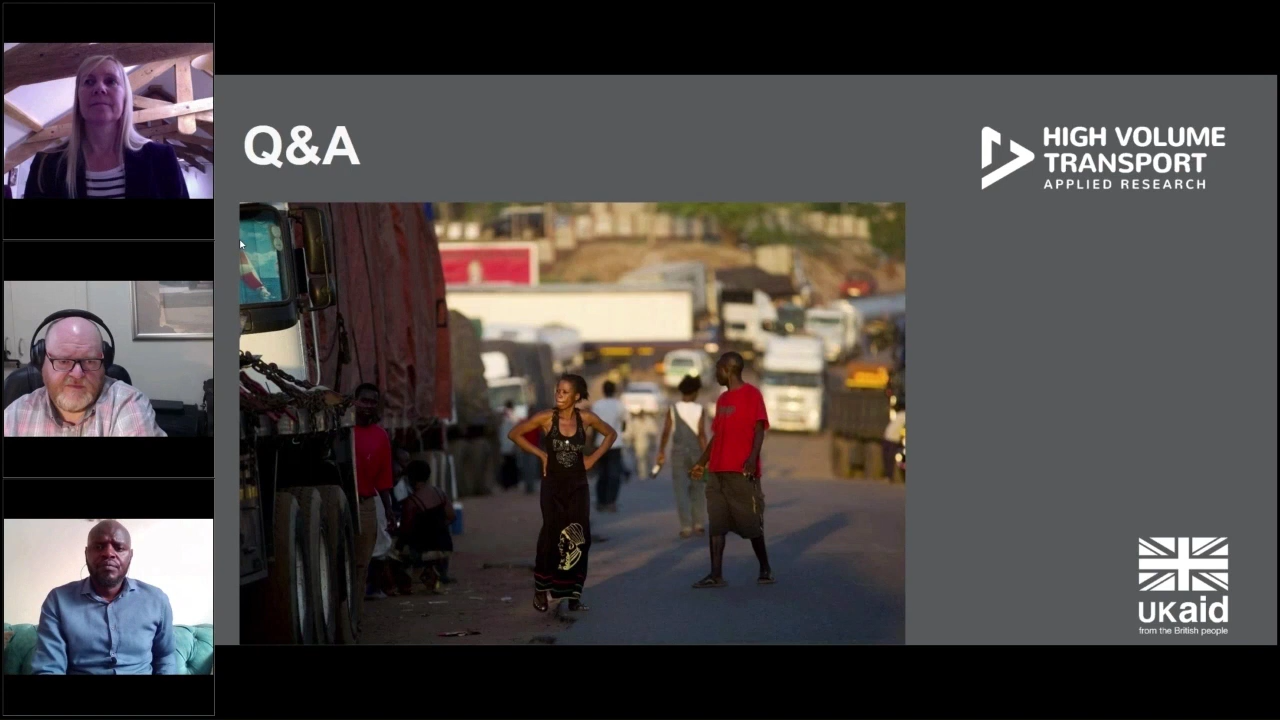 Q&A
HIGH VOLUME
TRANSPORT
APPLIED RESEARCH
UKaid
from the British people